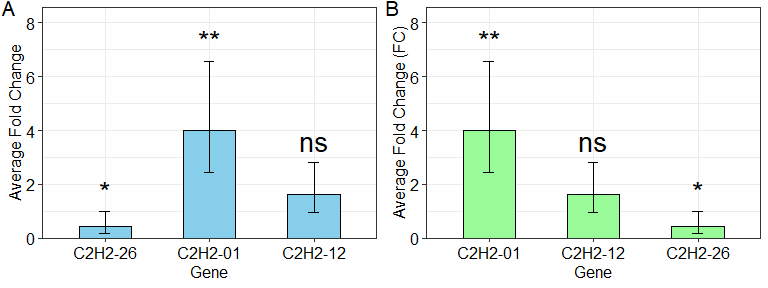 A
Average Fold Change
8
6
4
2
0
*
**
ns
C2H2-26 C2H2-01 C2H2-12
Gene
B
Average Fold Change (FC)
8
6
4
2
0
**
ns
*
C2H2-01 C2H2-12 C2H2-26
Gene